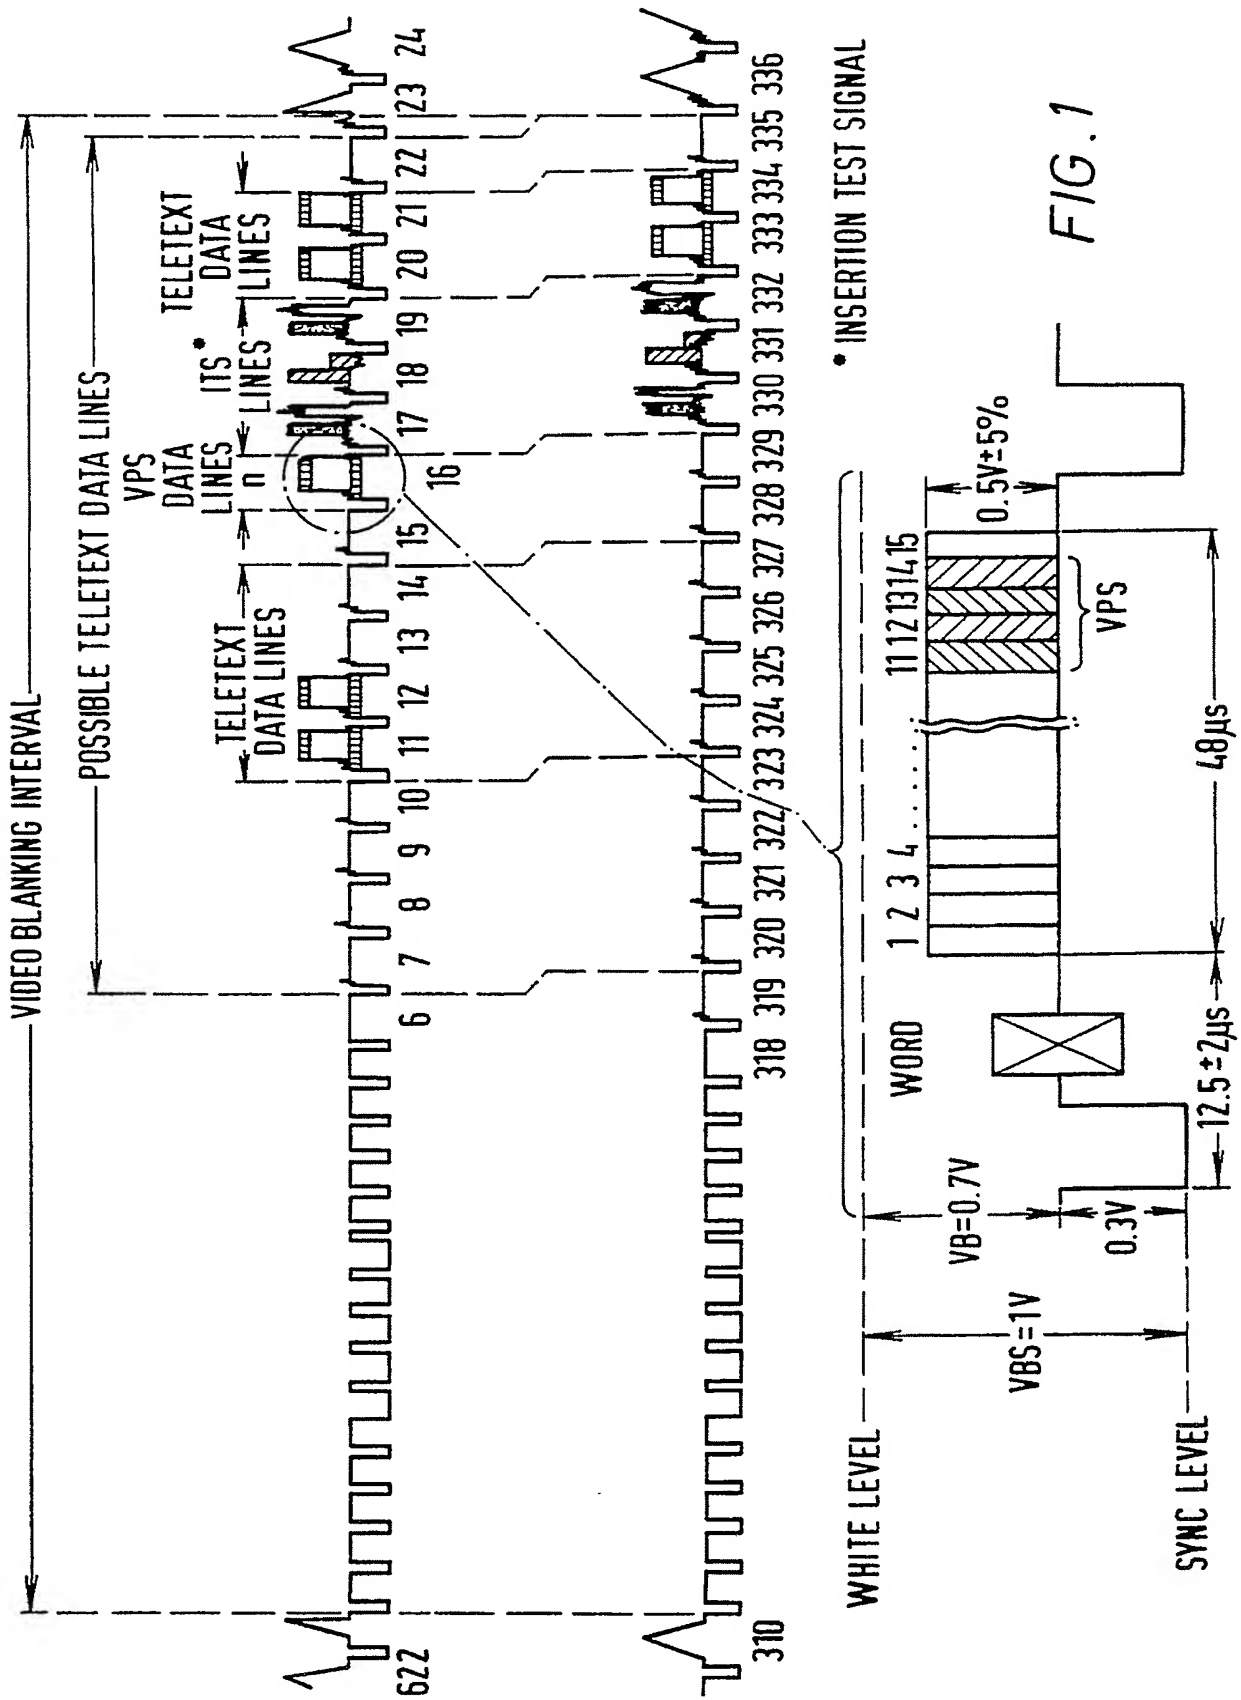 VIDEO BLANKING INTERVAL
POSSIBLE TELETEXT DATA LINES
TELETEXT
DATA LINES
VPS
DATA
LINES
n
ITS*
LINES
TELETEXT
DATA
LINES
622 6 7 8 9 10 11 12 13 14 15 16 17 18 19 20 21 22 23 24
310 318 319 320 321 322 323 324 325 326 327 328 329 330 331 332 333 334 335 336
* INSERTION TEST SIGNAL
WHITE LEVEL
WORD 1 2 3 4 ..... 11 12 13 14 15
VBS=1V
VB=0.7V
0.3V
0.5V±5%
VPS
SYNC LEVEL
12.5±2µs
48µs
FIG. 1